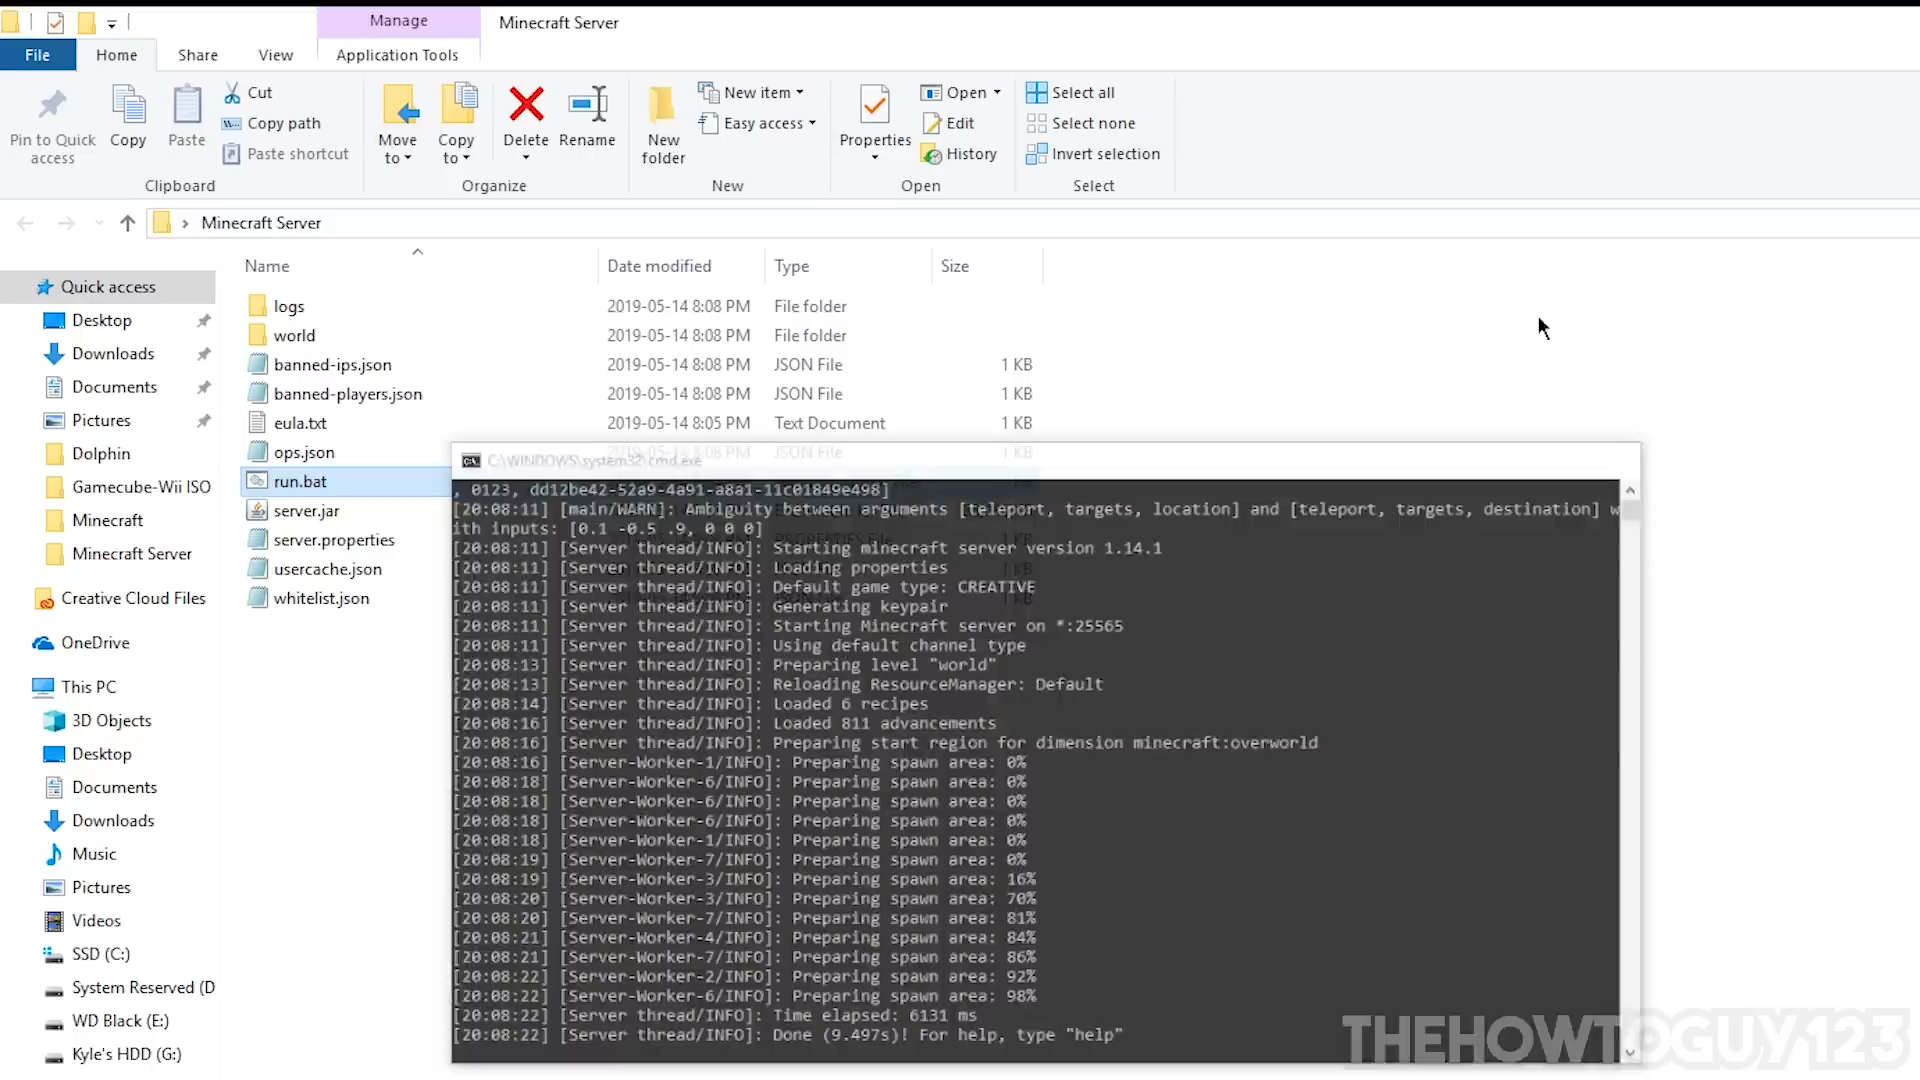 Manage
Minecraft Server
File
Home
Share
View
Application Tools
Pin to Quick access
Copy
Paste
Cut
Copy path
Paste shortcut
Move to
Copy to
Delete
Rename
New folder
New item
Easy access
Properties
Open
Edit
History
Select all
Select none
Invert selection
Clipboard
Organize
New
Open
Select
Minecraft Server
Name
Date modified
Type
Size
Quick access
Desktop
Downloads
Documents
Pictures
Dolphin
Gamecube-Wii ISO
Minecraft
Minecraft Server
Creative Cloud Files
OneDrive
This PC
3D Objects
Desktop
Documents
Downloads
Music
Pictures
Videos
SSD (C:)
System Reserved (D
WD Black (E:)
Kyle's HDD (G:)
logs 2019-05-14 8:08 PM File folder
world 2019-05-14 8:08 PM File folder
banned-ips.json 2019-05-14 8:08 PM JSON File 1 KB
banned-players.json 2019-05-14 8:08 PM JSON File 1 KB
eula.txt 2019-05-14 8:05 PM Text Document 1 KB
ops.json 2019-05-14 8:08 PM JSON File 1 KB
run.bat
server.jar
server.properties
usercache.json
whitelist.json
C:\WINDOWS\system32\cmd.exe
, 0123, dd12be42-52a9-4a91-a8a1-11c01849e498]
[20:08:11] [main/WARN]: Ambiguity between arguments [teleport, targets, location] and [teleport, targets, destination] w
ith inputs: [0.1 -0.5 .9, 0 0 0]
[20:08:11] [Server thread/INFO]: Starting minecraft server version 1.14.1
[20:08:11] [Server thread/INFO]: Loading properties
[20:08:11] [Server thread/INFO]: Default game type: CREATIVE
[20:08:11] [Server thread/INFO]: Generating keypair
[20:08:11] [Server thread/INFO]: Starting Minecraft server on *:25565
[20:08:11] [Server thread/INFO]: Using default channel type
[20:08:13] [Server thread/INFO]: Preparing level "world"
[20:08:13] [Server thread/INFO]: Reloading ResourceManager: Default
[20:08:14] [Server thread/INFO]: Loaded 6 recipes
[20:08:16] [Server thread/INFO]: Loaded 811 advancements
[20:08:16] [Server thread/INFO]: Preparing start region for dimension minecraft:overworld
[20:08:16] [Server-Worker-1/INFO]: Preparing spawn area: 0%
[20:08:18] [Server-Worker-6/INFO]: Preparing spawn area: 0%
[20:08:18] [Server-Worker-6/INFO]: Preparing spawn area: 0%
[20:08:18] [Server-Worker-6/INFO]: Preparing spawn area: 0%
[20:08:18] [Server-Worker-1/INFO]: Preparing spawn area: 0%
[20:08:19] [Server-Worker-7/INFO]: Preparing spawn area: 0%
[20:08:19] [Server-Worker-3/INFO]: Preparing spawn area: 16%
[20:08:20] [Server-Worker-3/INFO]: Preparing spawn area: 70%
[20:08:20] [Server-Worker-7/INFO]: Preparing spawn area: 81%
[20:08:21] [Server-Worker-4/INFO]: Preparing spawn area: 84%
[20:08:21] [Server-Worker-7/INFO]: Preparing spawn area: 86%
[20:08:22] [Server-Worker-2/INFO]: Preparing spawn area: 92%
[20:08:22] [Server-Worker-6/INFO]: Preparing spawn area: 98%
[20:08:22] [Server thread/INFO]: Time elapsed: 6131 ms
[20:08:22] [Server thread/INFO]: Done (9.497s)! For help, type "help"
THEHOWTOGUY123